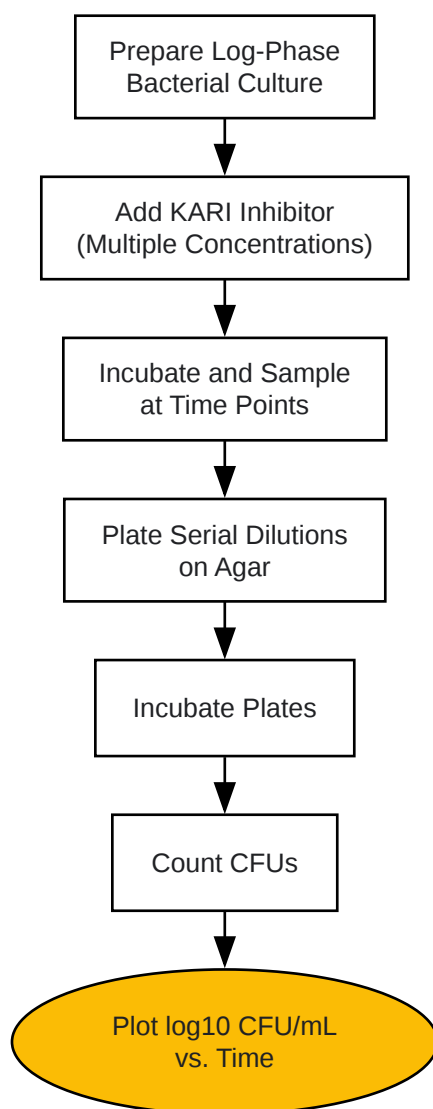 Prepare Log-Phase
Bacterial Culture
Add KARI Inhibitor
(Multiple Concentrations)
Incubate and Sample
at Time Points
Plate Serial Dilutions
on Agar
Incubate Plates
Count CFUs
Plot log10 CFU/mL
vs. Time